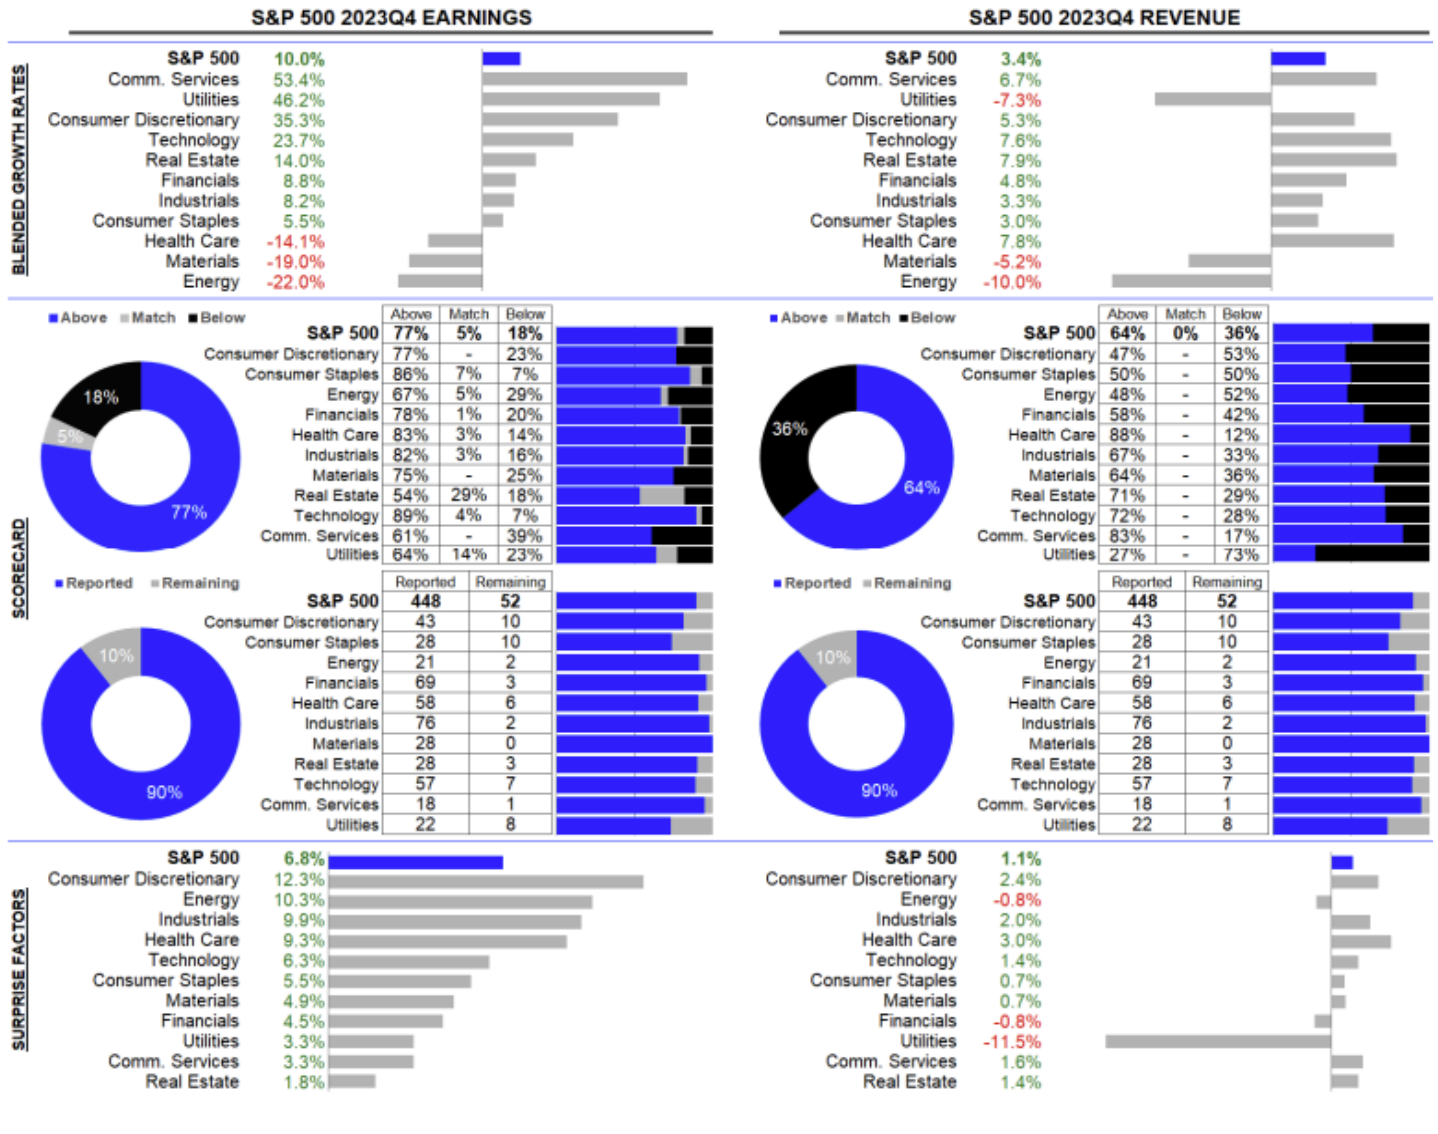 S&P 500 2023Q4 EARNINGS
BLENDED GROWTH RATES
S&P 500 10.0%
Comm. Services 53.4%
Utilities 46.2%
Consumer Discretionary 35.3%
Technology 23.7%
Real Estate 14.0%
Financials 8.8%
Industrials 8.2%
Consumer Staples 5.5%
Health Care -14.1%
Materials -19.0%
Energy -22.0%
S&P 500 2023Q4 REVENUE
S&P 500 3.4%
Comm. Services 6.7%
Utilities -7.3%
Consumer Discretionary 5.3%
Technology 7.6%
Real Estate 7.9%
Financials 4.8%
Industrials 3.3%
Consumer Staples 3.0%
Health Care 7.8%
Materials -5.2%
Energy -10.0%
SCORECARD
Above Match Below
18%
5%
77%
Above Match Below
S&P 500 77% 5% 18%
Consumer Discretionary 77% - 23%
Consumer Staples 86% 7% 7%
Energy 67% 5% 29%
Financials 78% 1% 20%
Health Care 83% 3% 14%
Industrials 82% 3% 16%
Materials 75% - 25%
Real Estate 54% 29% 18%
Technology 89% 4% 7%
Comm. Services 61% - 39%
Utilities 64% 14% 23%
Above Match Below
36%
64%
Above Match Below
S&P 500 64% 0% 36%
Consumer Discretionary 47% - 53%
Consumer Staples 50% - 50%
Energy 48% - 52%
Financials 58% - 42%
Health Care 88% - 12%
Industrials 67% - 33%
Materials 64% - 36%
Real Estate 71% - 29%
Technology 72% - 28%
Comm. Services 83% - 17%
Utilities 27% - 73%
Reported Remaining
10%
90%
Reported Remaining
S&P 500 448 52
Consumer Discretionary 43 10
Consumer Staples 28 10
Energy 21 2
Financials 69 3
Health Care 58 6
Industrials 76 2
Materials 28 0
Real Estate 28 3
Technology 57 7
Comm. Services 18 1
Utilities 22 8
Reported Remaining
10%
90%
Reported Remaining
S&P 500 448 52
Consumer Discretionary 43 10
Consumer Staples 28 10
Energy 21 2
Financials 69 3
Health Care 58 6
Industrials 76 2
Materials 28 0
Real Estate 28 3
Technology 57 7
Comm. Services 18 1
Utilities 22 8
SURPRISE FACTORS
S&P 500 6.8%
Consumer Discretionary 12.3%
Energy 10.3%
Industrials 9.9%
Health Care 9.3%
Technology 6.3%
Consumer Staples 5.5%
Materials 4.9%
Financials 4.5%
Utilities 3.3%
Comm. Services 3.3%
Real Estate 1.8%
S&P 500 1.1%
Consumer Discretionary 2.4%
Energy -0.8%
Industrials 2.0%
Health Care 3.0%
Technology 1.4%
Consumer Staples 0.7%
Materials 0.7%
Financials -0.8%
Utilities -11.5%
Comm. Services 1.6%
Real Estate 1.4%